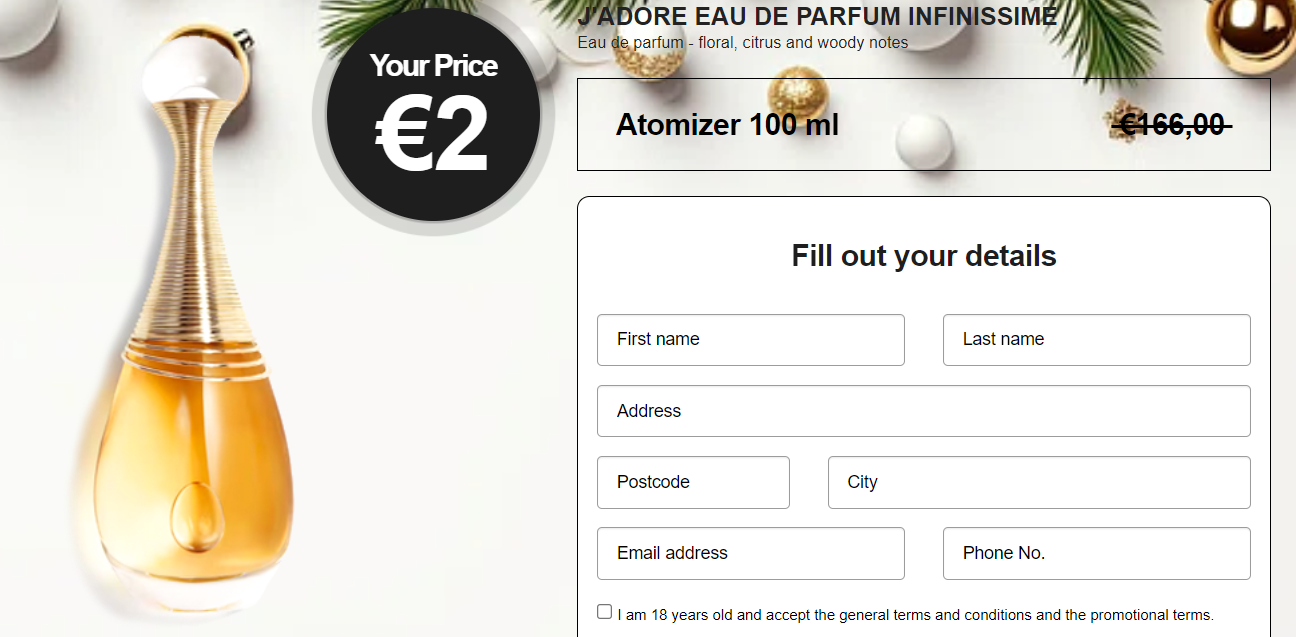 Your Price
€2
J'ADORE EAU DE PARFUM INFINISSIME
Eau de parfum - floral, citrus and woody notes
Atomizer 100 ml
€166,00
Fill out your details
First name
Last name
Address
Postcode
City
Email address
Phone No.
I am 18 years old and accept the general terms and conditions and the promotional terms.